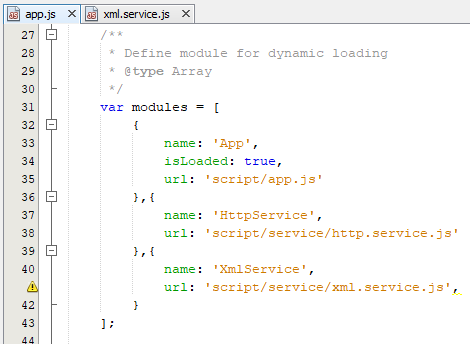 app.js xml.service.js
27 /**
28 * Define module for dynamic loading
29 * @type Array
30 */
31 var modules = [
32 {
33 name: 'App',
34 isLoaded: true,
35 url: 'script/app.js'
36 },{
37 name: 'HttpService',
38 url: 'script/service/http.service.js'
39 },{
40 name: 'XmlService',
url: 'script/service/xml.service.js',
42 }
43 ];
44